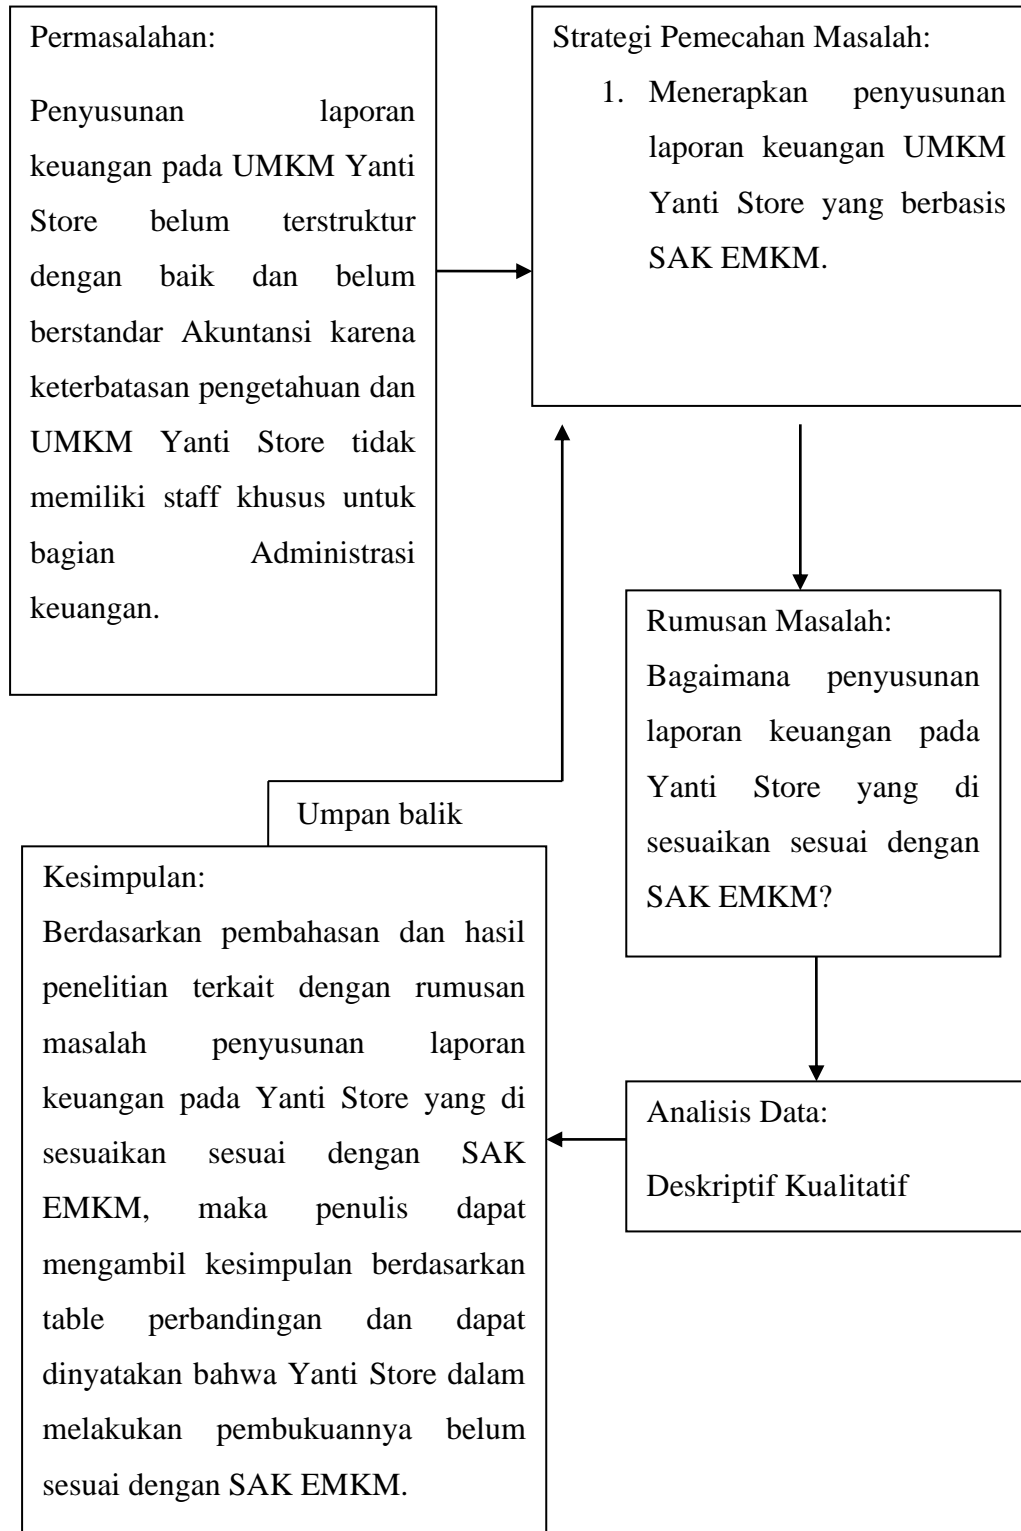 Permasalahan:
Penyusunan laporan
keuangan pada UMKM Yanti
Store belum terstruktur
dengan baik dan belum
berstandar Akuntansi karena
keterbatasan pengetahuan dan
UMKM Yanti Store tidak
memiliki staff khusus untuk
bagian Administrasi
keuangan.
Strategi Pemecahan Masalah:
1. Menerapkan penyusunan
laporan keuangan UMKM
Yanti Store yang berbasis
SAK EMKM.
Rumusan Masalah:
Bagaimana penyusunan
laporan keuangan pada
Yanti Store yang di
sesuaikan sesuai dengan
SAK EMKM?
Analisis Data:
Deskriptif Kualitatif
Umpan balik
Kesimpulan:
Berdasarkan pembahasan dan hasil
penelitian terkait dengan rumusan
masalah penyusunan laporan
keuangan pada Yanti Store yang di
sesuaikan sesuai dengan SAK
EMKM, maka penulis dapat
mengambil kesimpulan berdasarkan
table perbandingan dan dapat
dinyatakan bahwa Yanti Store dalam
melakukan pembukuannya belum
sesuai dengan SAK EMKM.